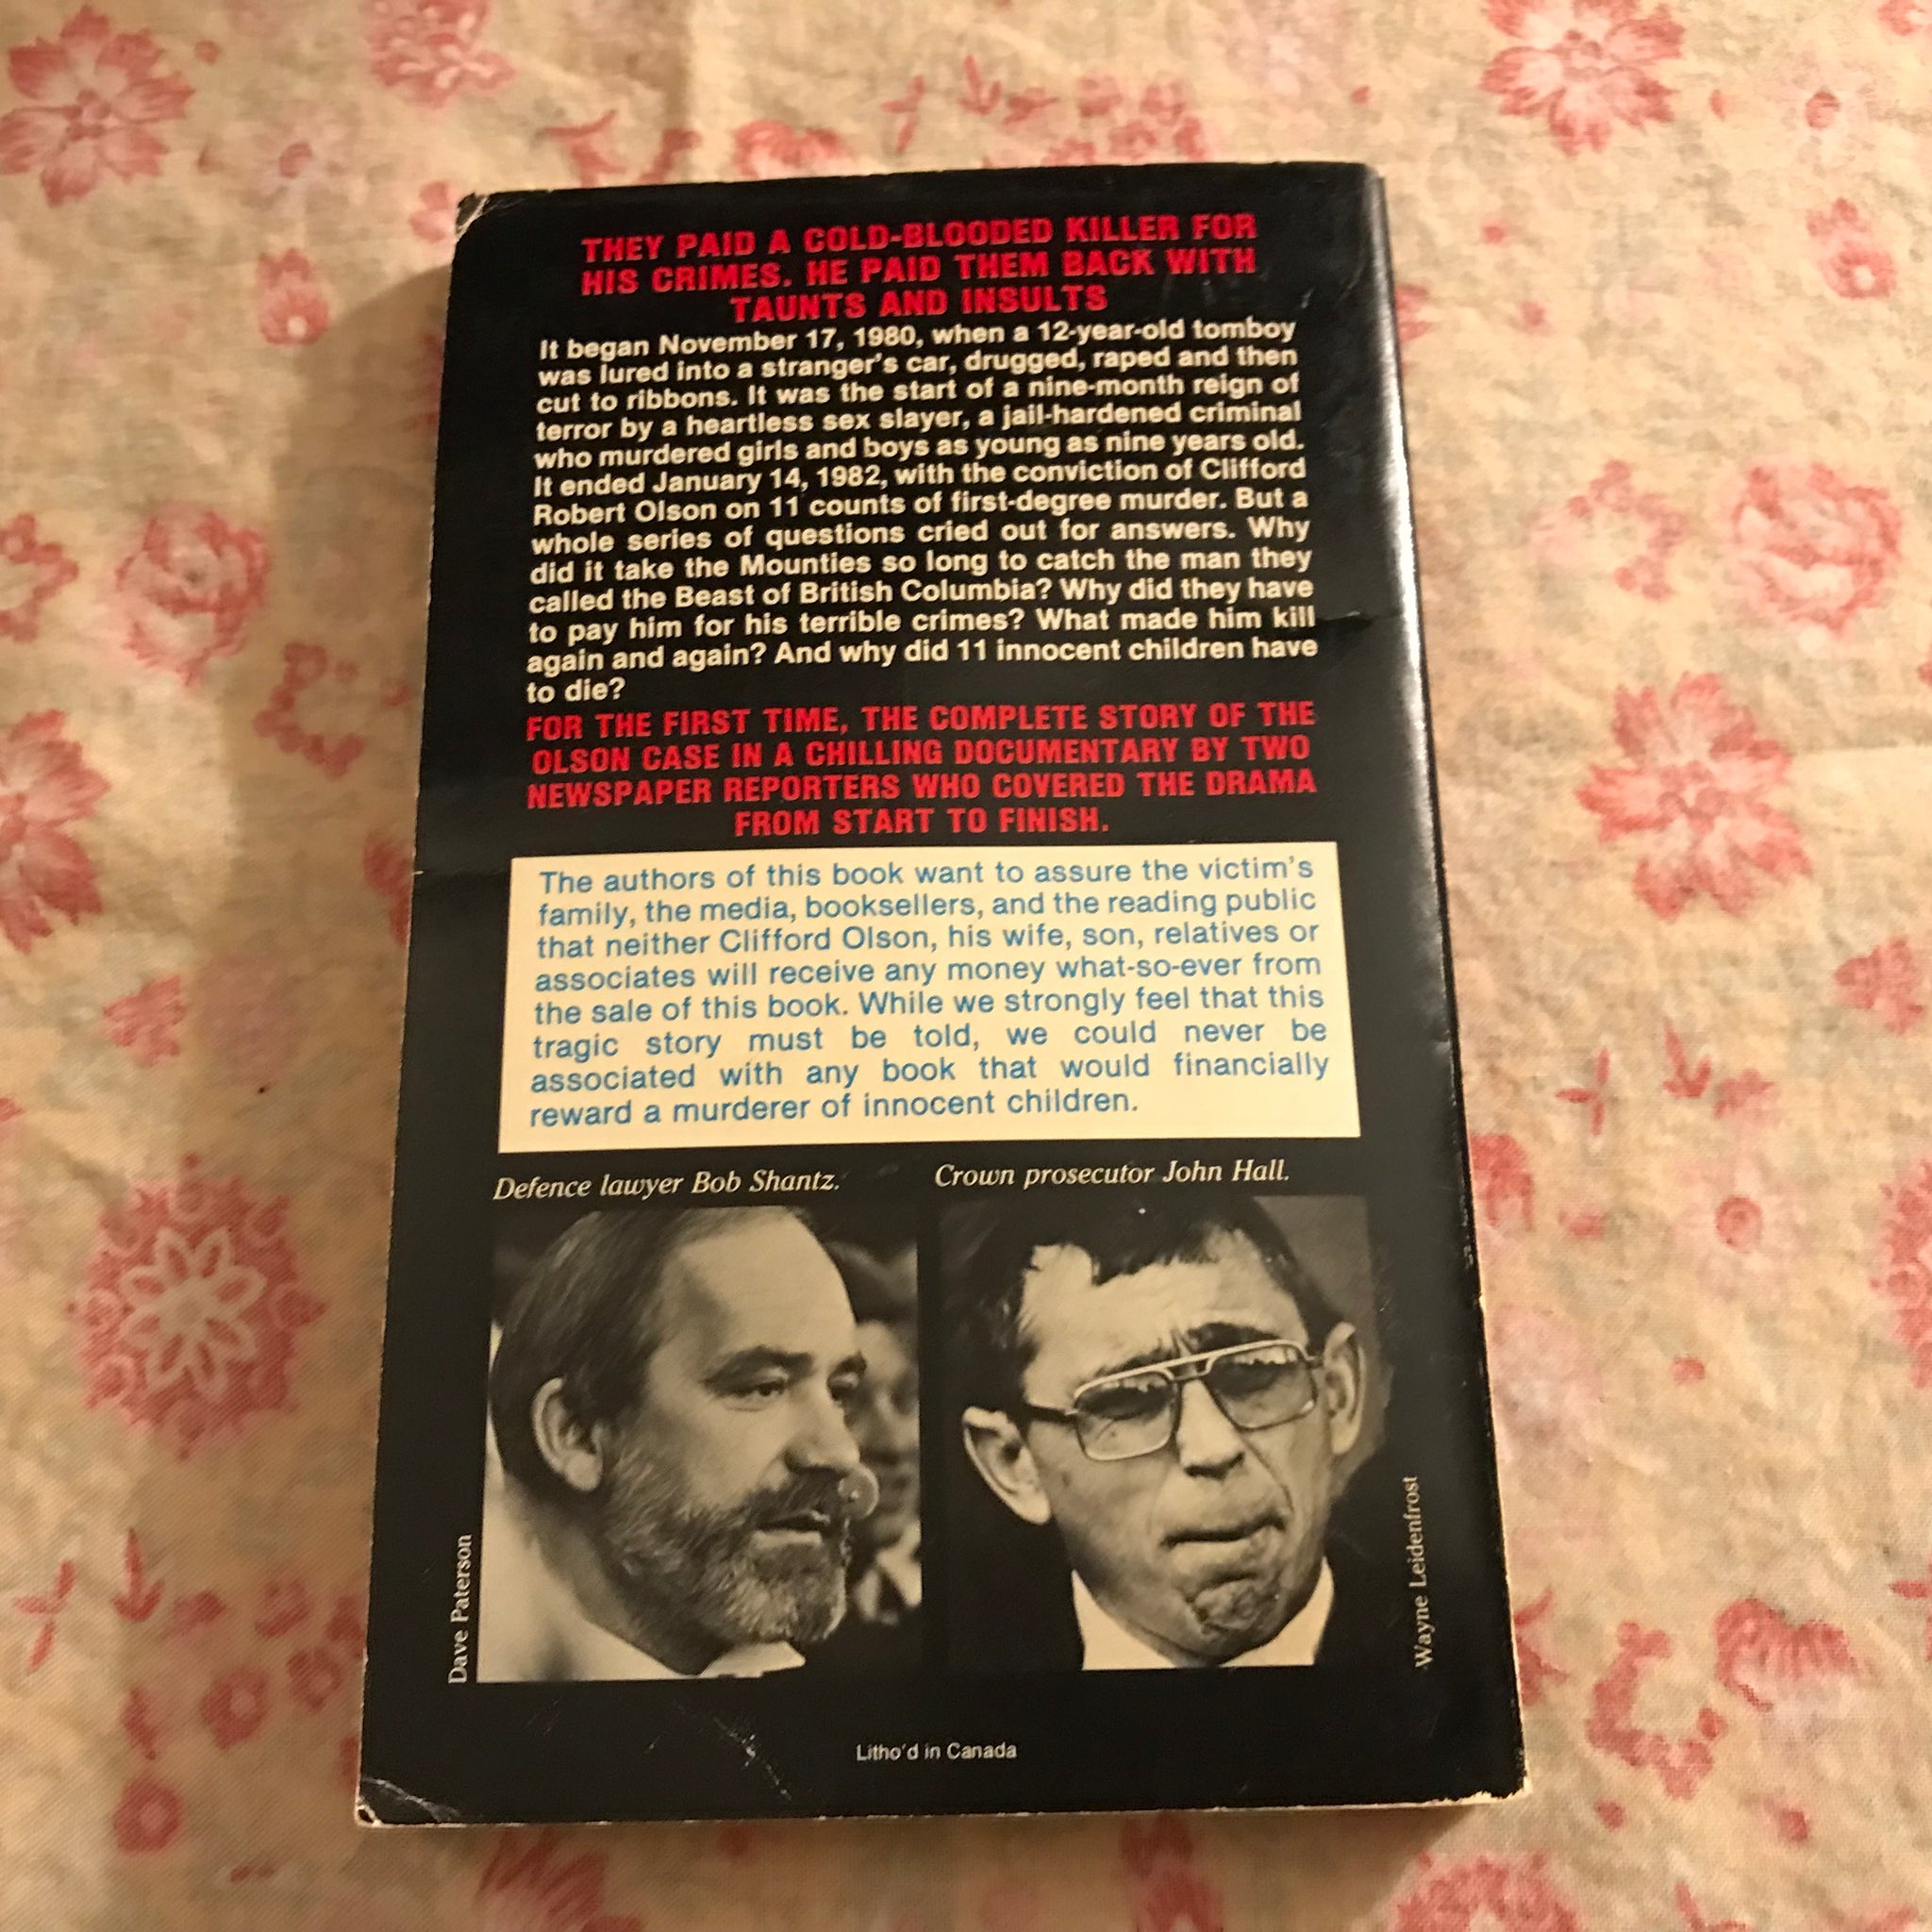 THEY PAID A COLD-BLOODED KILLER FOR
HIS CRIMES. HE PAID THEM BACK WITH
TAUNTS AND INSULTS
It began November 17, 1980, when a 12-year-old tomboy
was lured into a stranger's car, drugged, raped and then
cut to ribbons. It was the start of a nine-month reign of
terror by a heartless sex slayer, a jail-hardened criminal
who murdered girls and boys as young as nine years old.
It ended January 14, 1982, with the conviction of Clifford
Robert Olson on 11 counts of first-degree murder. But a
whole series of questions cried out for answers. Why
did it take the Mounties so long to catch the man they
called the Beast of British Columbia? Why did they have
to pay him for his terrible crimes? What made him kill
again and again? And why did 11 innocent children have
to die?
FOR THE FIRST TIME, THE COMPLETE STORY OF THE
OLSON CASE IN A CHILLING DOCUMENTARY BY TWO
NEWSPAPER REPORTERS WHO COVERED THE DRAMA
FROM START TO FINISH.
The authors of this book want to assure the victim's
family, the media, booksellers, and the reading public
that neither Clifford Olson, his wife, son, relatives or
associates will receive any money what-so-ever from
the sale of this book. While we strongly feel that this
tragic story must be told, we could never be
associated with any book that would financially
reward a murderer of innocent children.
Defence lawyer Bob Shantz.
Crown prosecutor John Hall.
Dave Paterson
Wayne Leidenfrost
Litho'd in Canada